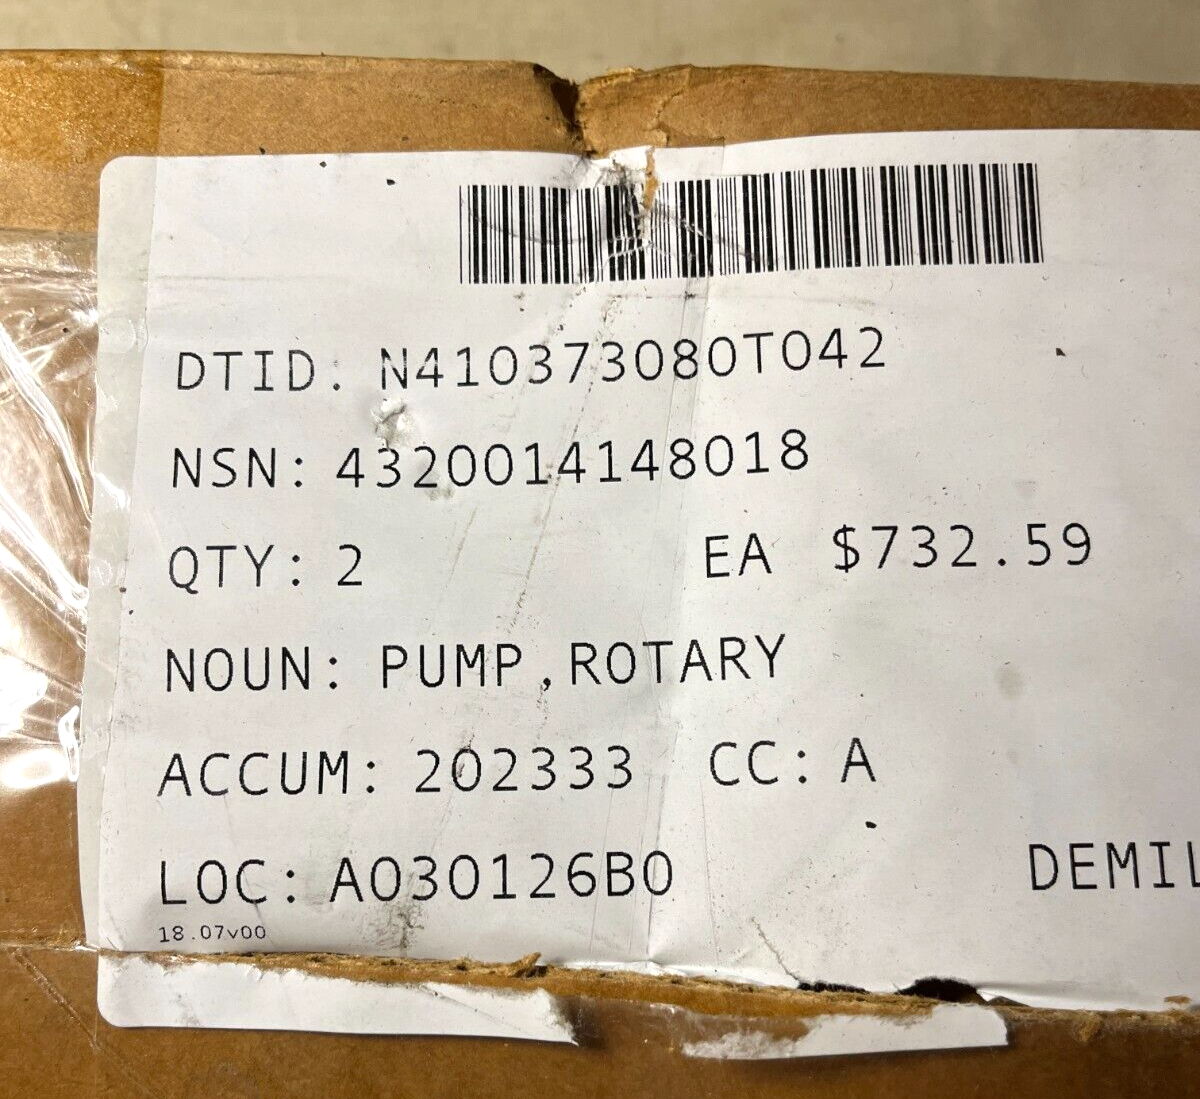 DTID: N410373080T042
NSN: 4320014148018
QTY: 2 EA $732.59
NOUN: PUMP,ROTARY
ACCUM: 202333 CC: A
LOC: A030126B0 DEMIL
18.07v00